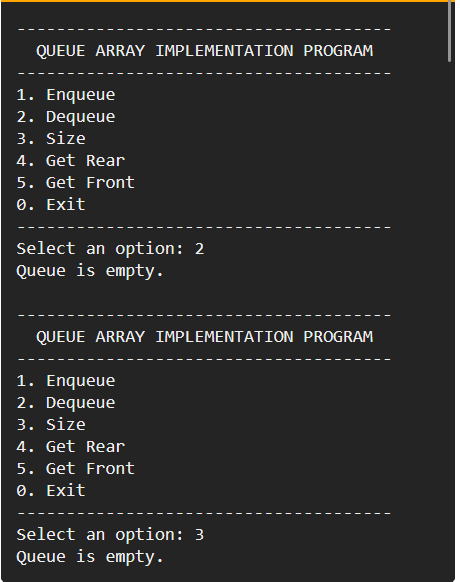 --------------------------------------
QUEUE ARRAY IMPLEMENTATION PROGRAM
--------------------------------------
1. Enqueue
2. Dequeue
3. Size
4. Get Rear
5. Get Front
0. Exit
--------------------------------------
Select an option: 2
Queue is empty.

--------------------------------------
QUEUE ARRAY IMPLEMENTATION PROGRAM
--------------------------------------
1. Enqueue
2. Dequeue
3. Size
4. Get Rear
5. Get Front
0. Exit
--------------------------------------
Select an option: 3
Queue is empty.